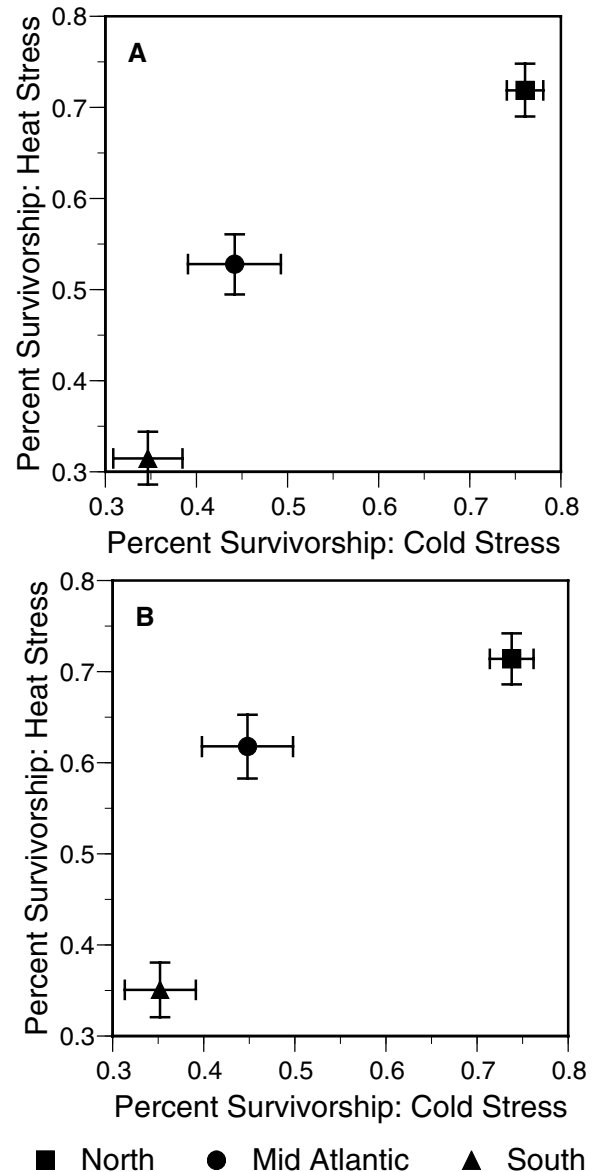 A
Percent Survivorship: Heat Stress
0.8
0.7
0.6
0.5
0.4
0.3
0.3 0.4 0.5 0.6 0.7 0.8
Percent Survivorship: Cold Stress
B
Percent Survivorship: Heat Stress
0.8
0.7
0.6
0.5
0.4
0.3
0.3 0.4 0.5 0.6 0.7 0.8
Percent Survivorship: Cold Stress
North Mid Atlantic South